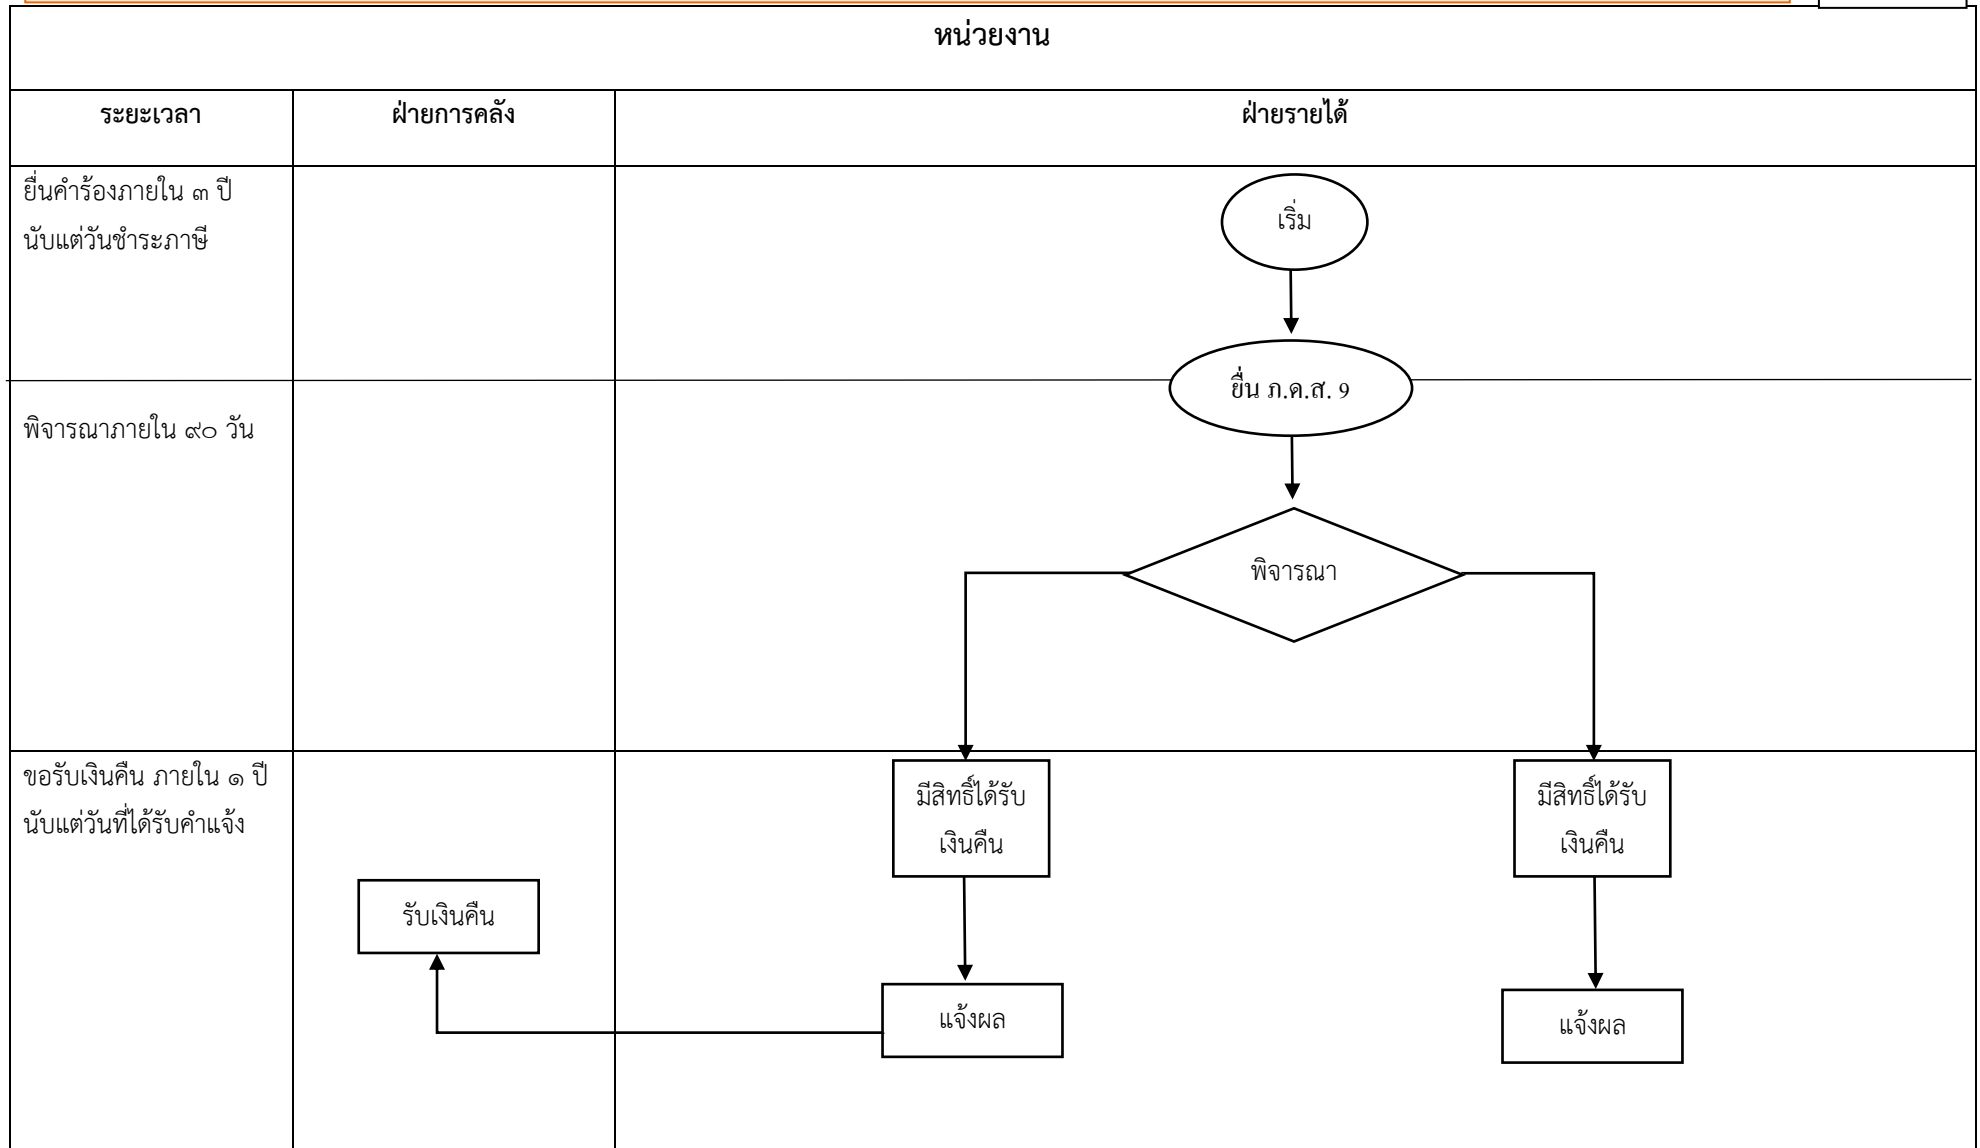 หน่วยงาน
ระยะเวลา
ฝ่ายการคลัง
ฝ่ายรายได้
ยื่นคำร้องภายใน ๓ ปี
นับแต่วันชำระภาษี
เริ่ม
ยื่น ภ.ด.ส. 9
พิจารณาภายใน ๙๐ วัน
พิจารณา
ขอรับเงินคืน ภายใน ๑ ปี
นับแต่วันที่ได้รับคำแจ้ง
มีสิทธิ์ได้รับ
เงินคืน
มีสิทธิ์ได้รับ
เงินคืน
รับเงินคืน
แจ้งผล
แจ้งผล